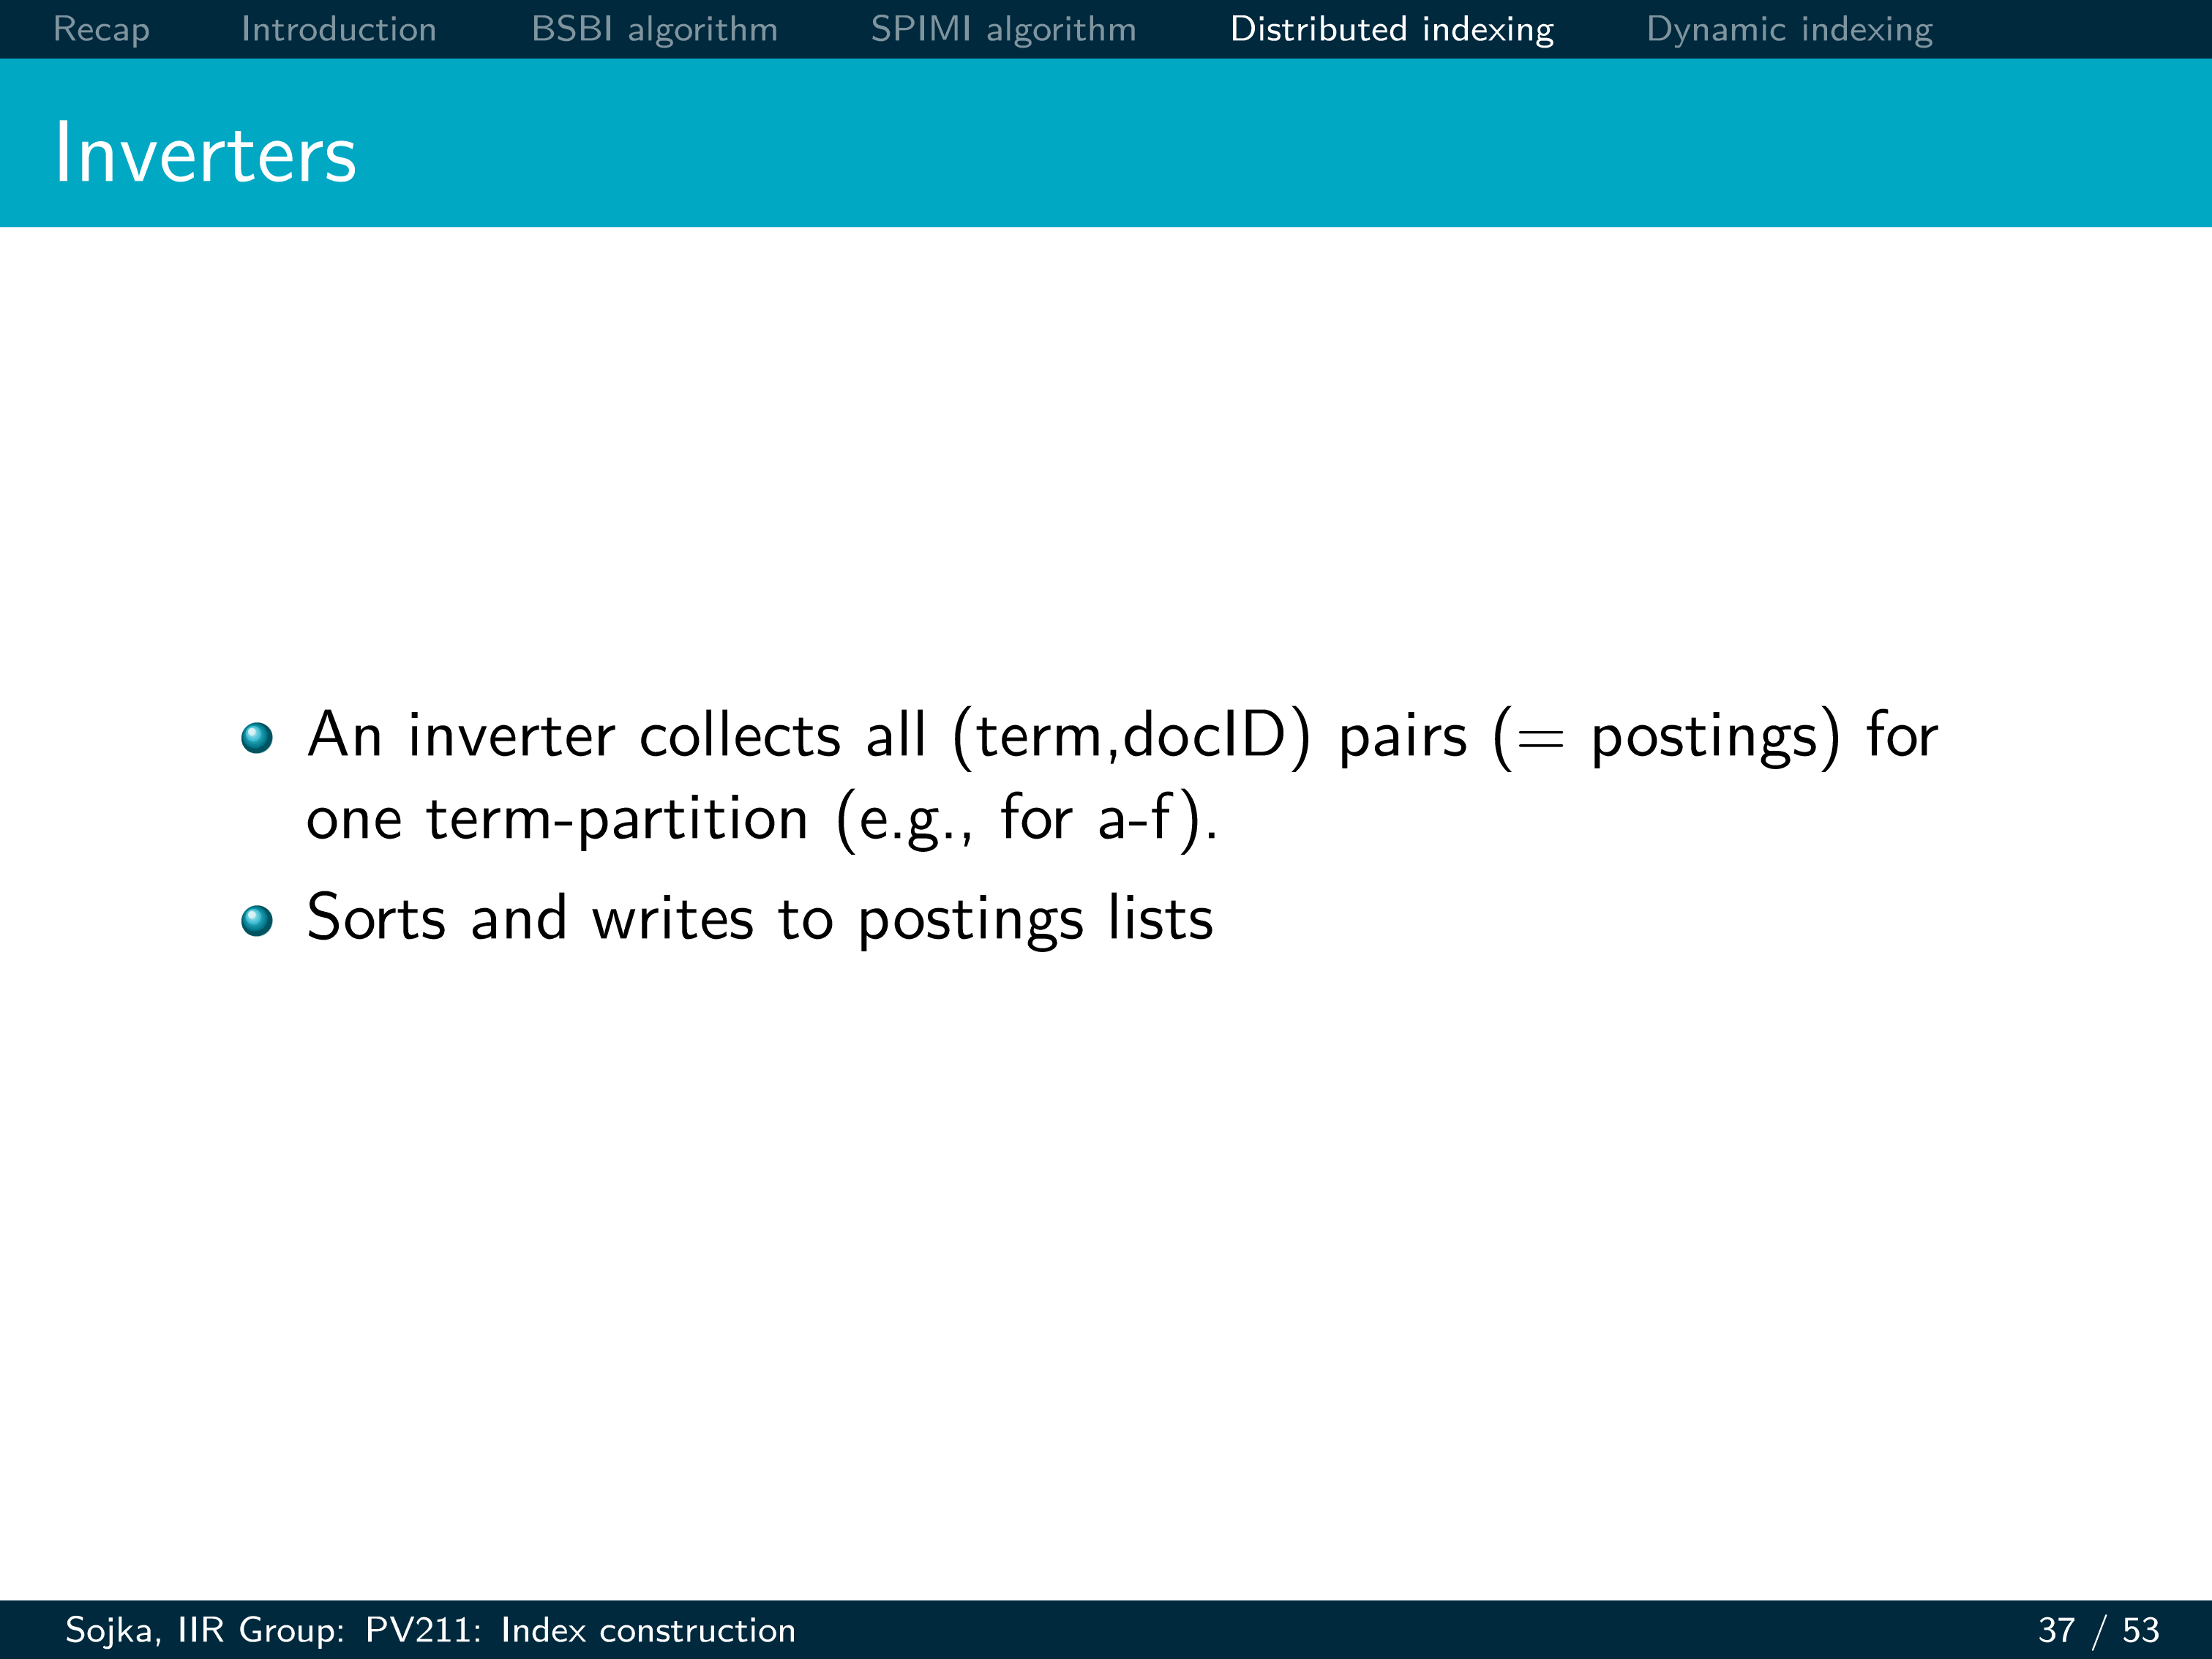 Recap Introduction BSBI algorithm SPIMI algorithm Distributed indexing Dynamic indexing
Inverters
An inverter collects all (term,docID) pairs (= postings) for
one term-partition (e.g., for a-f).
Sorts and writes to postings lists
Sojka, IIR Group: PV211: Index construction 37 / 53